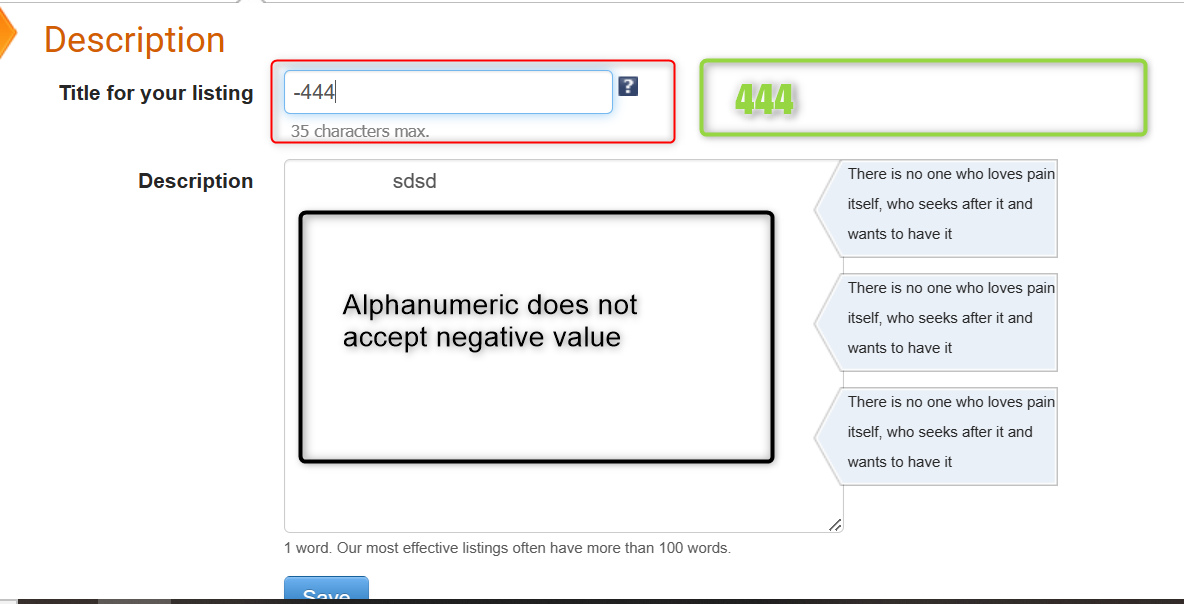 Description
Title for your listing
-444
?
444
35 characters max.
Description
sdsd
Alphanumeric does not
accept negative value
There is no one who loves pain
itself, who seeks after it and
wants to have it
There is no one who loves pain
itself, who seeks after it and
wants to have it
There is no one who loves pain
itself, who seeks after it and
wants to have it
1 word. Our most effective listings often have more than 100 words.
Save